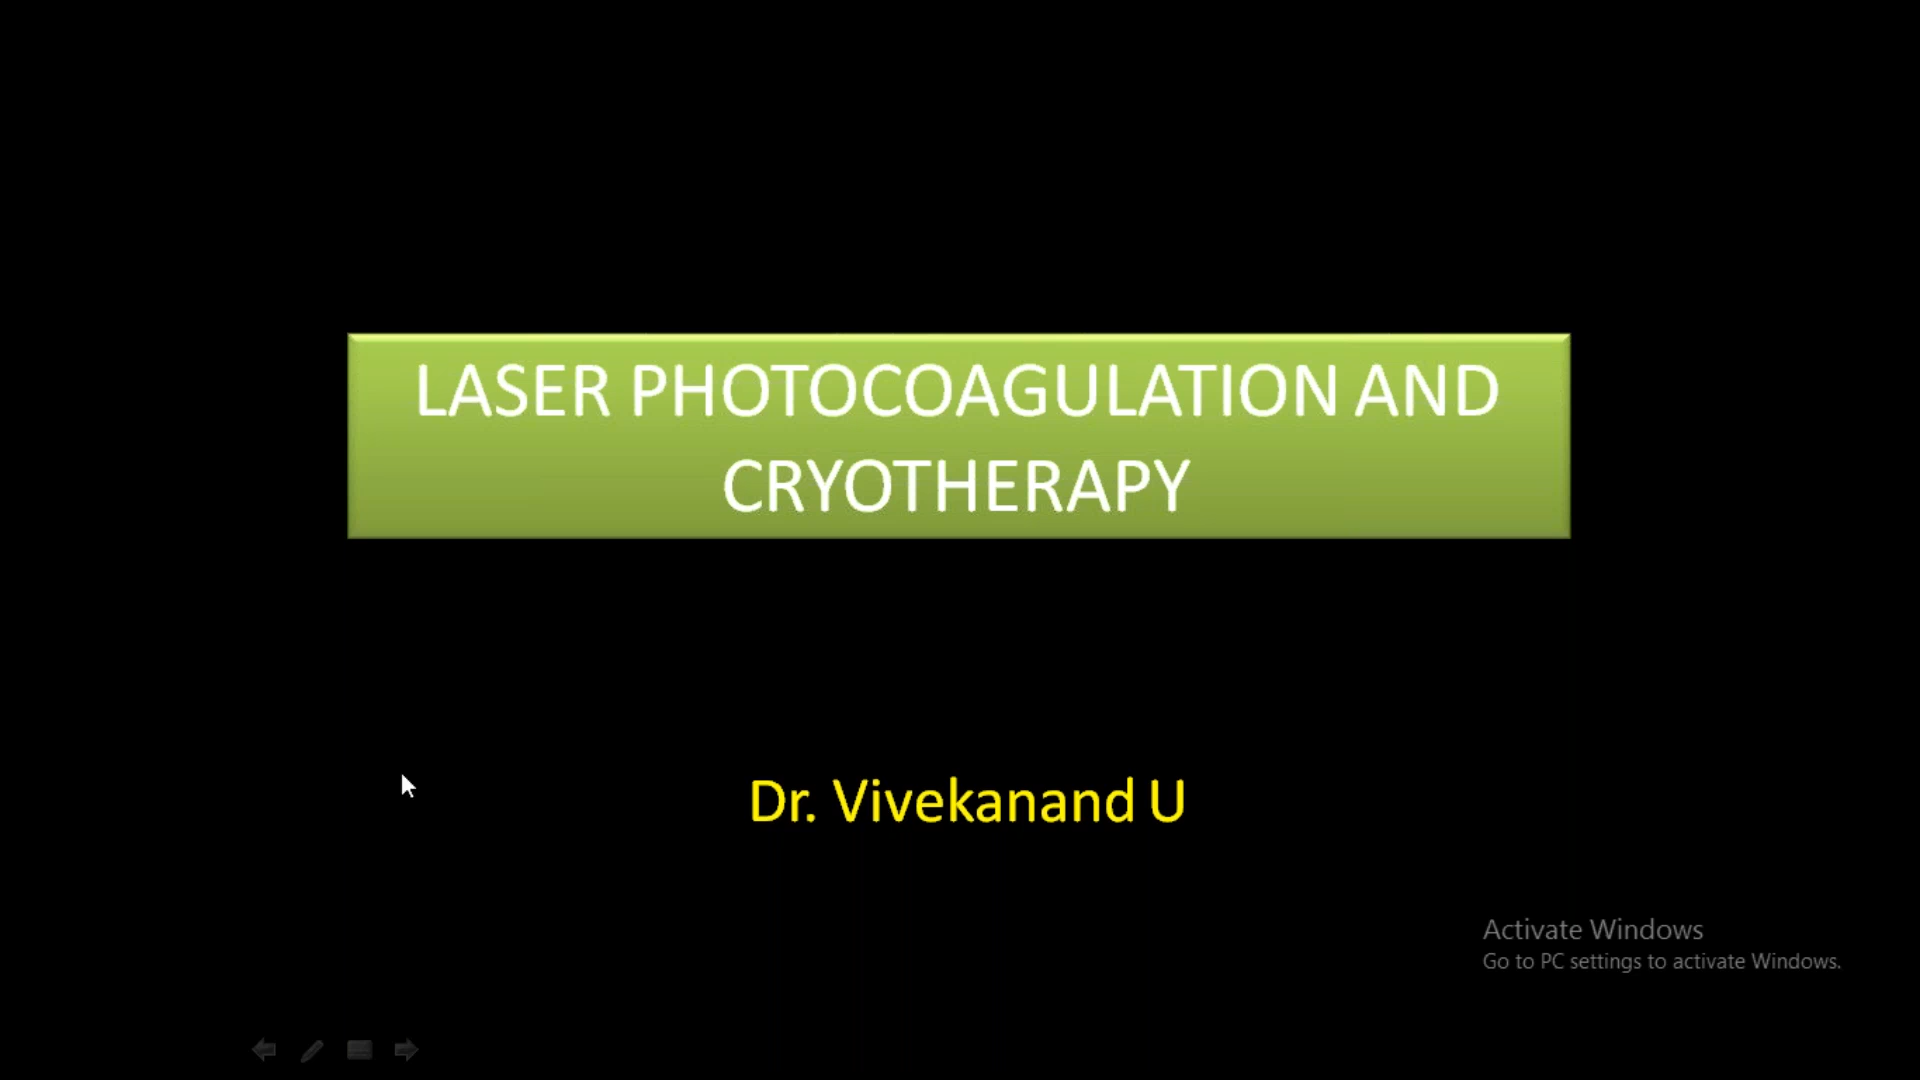 LASER PHOTOCOAGULATION AND
CRYOTHERAPY
Dr. Vivekanand U
Activate Windows
Go to PC settings to activate Windows.